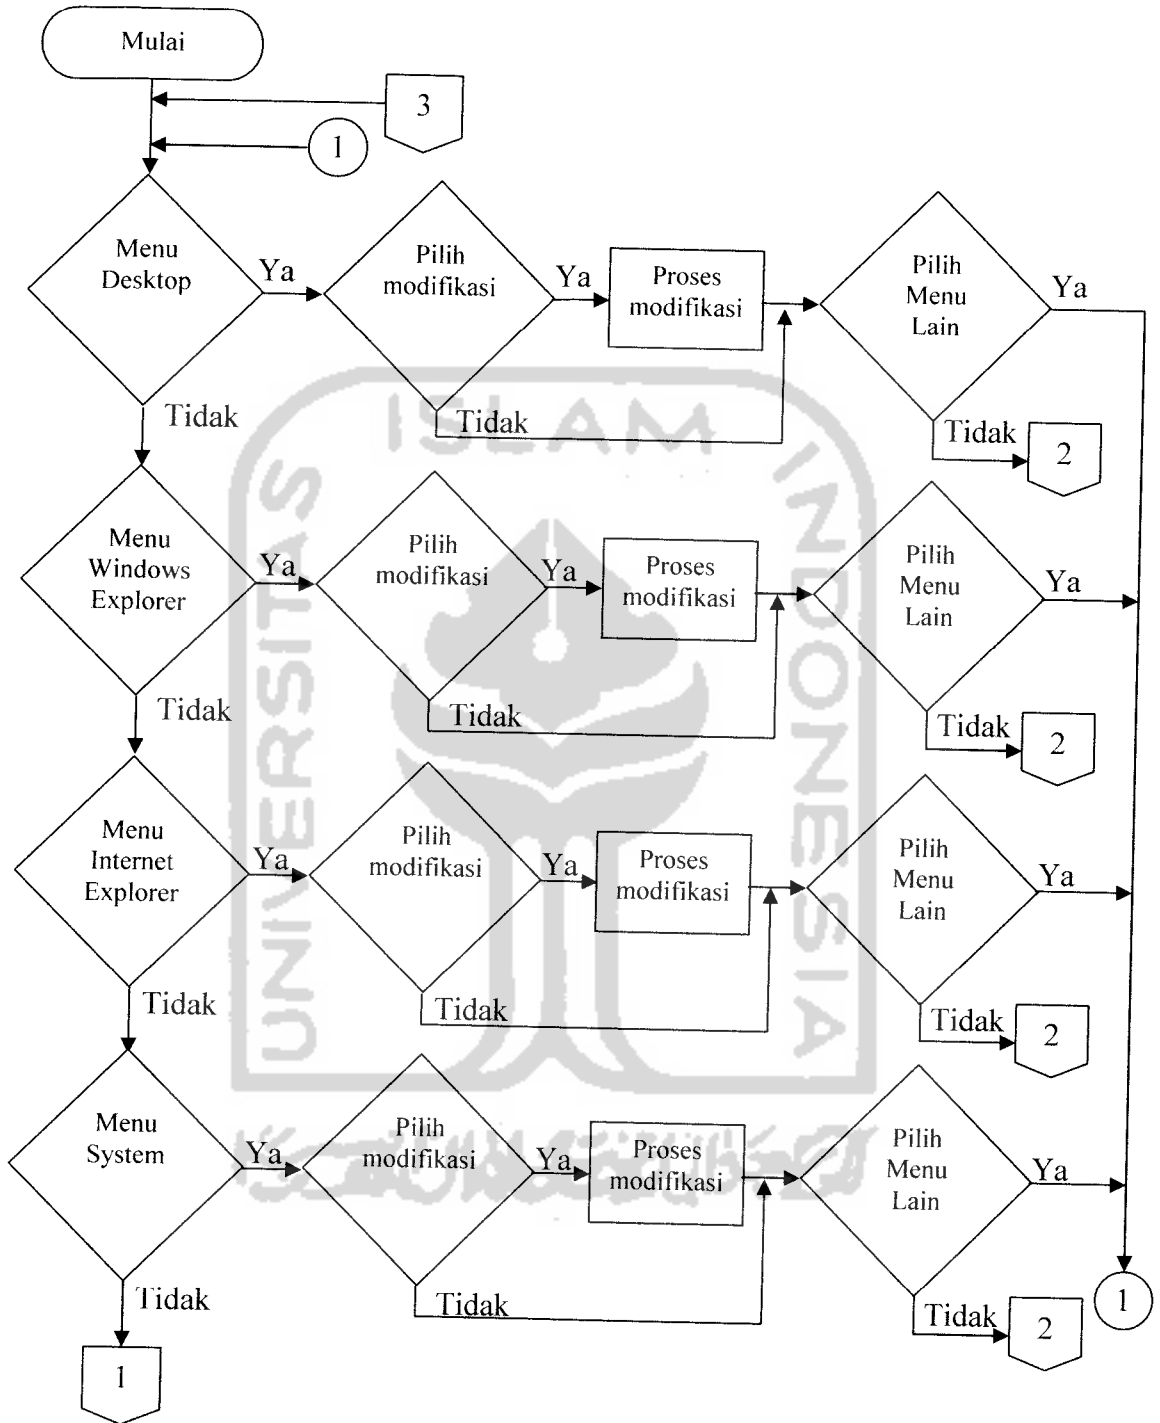 Mulai
3
1
Menu
Desktop
Ya
Pilih
modifikasi
Ya
Proses
modifikasi
Pilih
Menu
Lain
Ya
Tidak
Tidak
Tidak
2
Menu
Windows
Explorer
Ya
Pilih
modifikasi
Ya
Proses
modifikasi
Pilih
Menu
Lain
Ya
Tidak
Tidak
Tidak
2
Menu
Internet
Explorer
Ya
Pilih
modifikasi
Ya
Proses
modifikasi
Pilih
Menu
Lain
Ya
Tidak
Tidak
Tidak
2
Menu
System
Ya
Pilih
modifikasi
Ya
Proses
modifikasi
Pilih
Menu
Lain
Ya
Tidak
Tidak
Tidak
2
1
1
UNIVERSITAS
ISLAM
INDONESIA